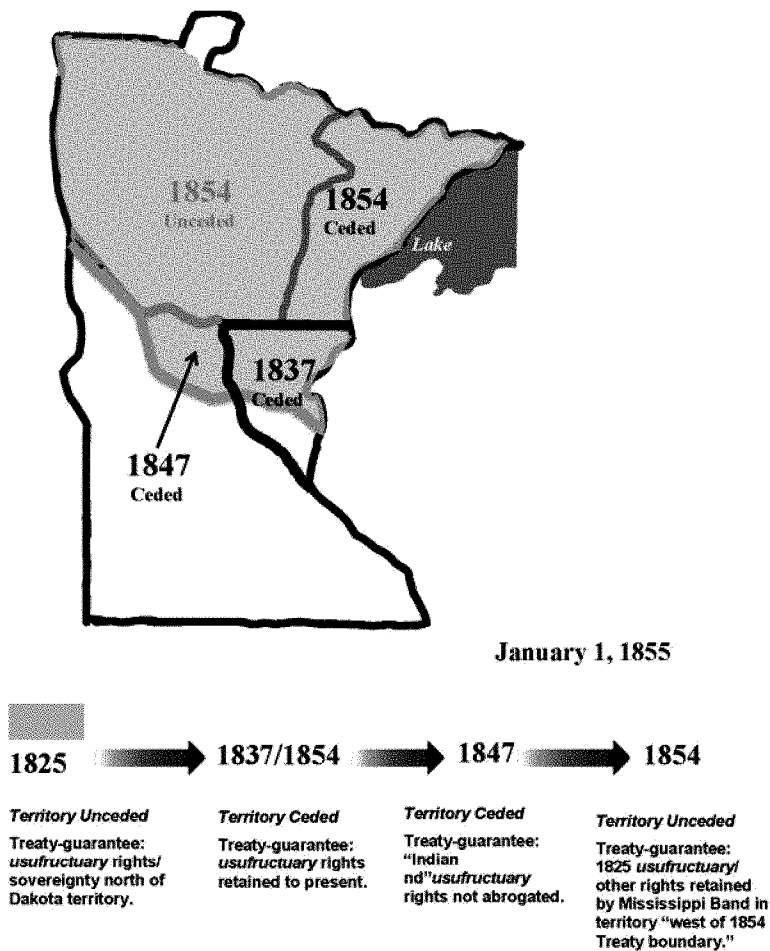 1854
Unceded
1854
Ceded
Lake
1837
Ceded
1847
Ceded
January 1, 1855
1825
1837/1854
1847
1854
Territory Unceded
Treaty-guarantee:
usufructuary rights/
sovereignty north of
Dakota territory.
Territory Ceded
Treaty-guarantee:
usufructuary rights
retained to present.
Territory Ceded
Treaty-guarantee:
“Indian
nd”usufructuary
rights not abrogated.
Territory Unceded
Treaty-guarantee:
1825 usufructuary/
other rights retained
by Mississippi Band in
territory “west of 1854
Treaty boundary.”